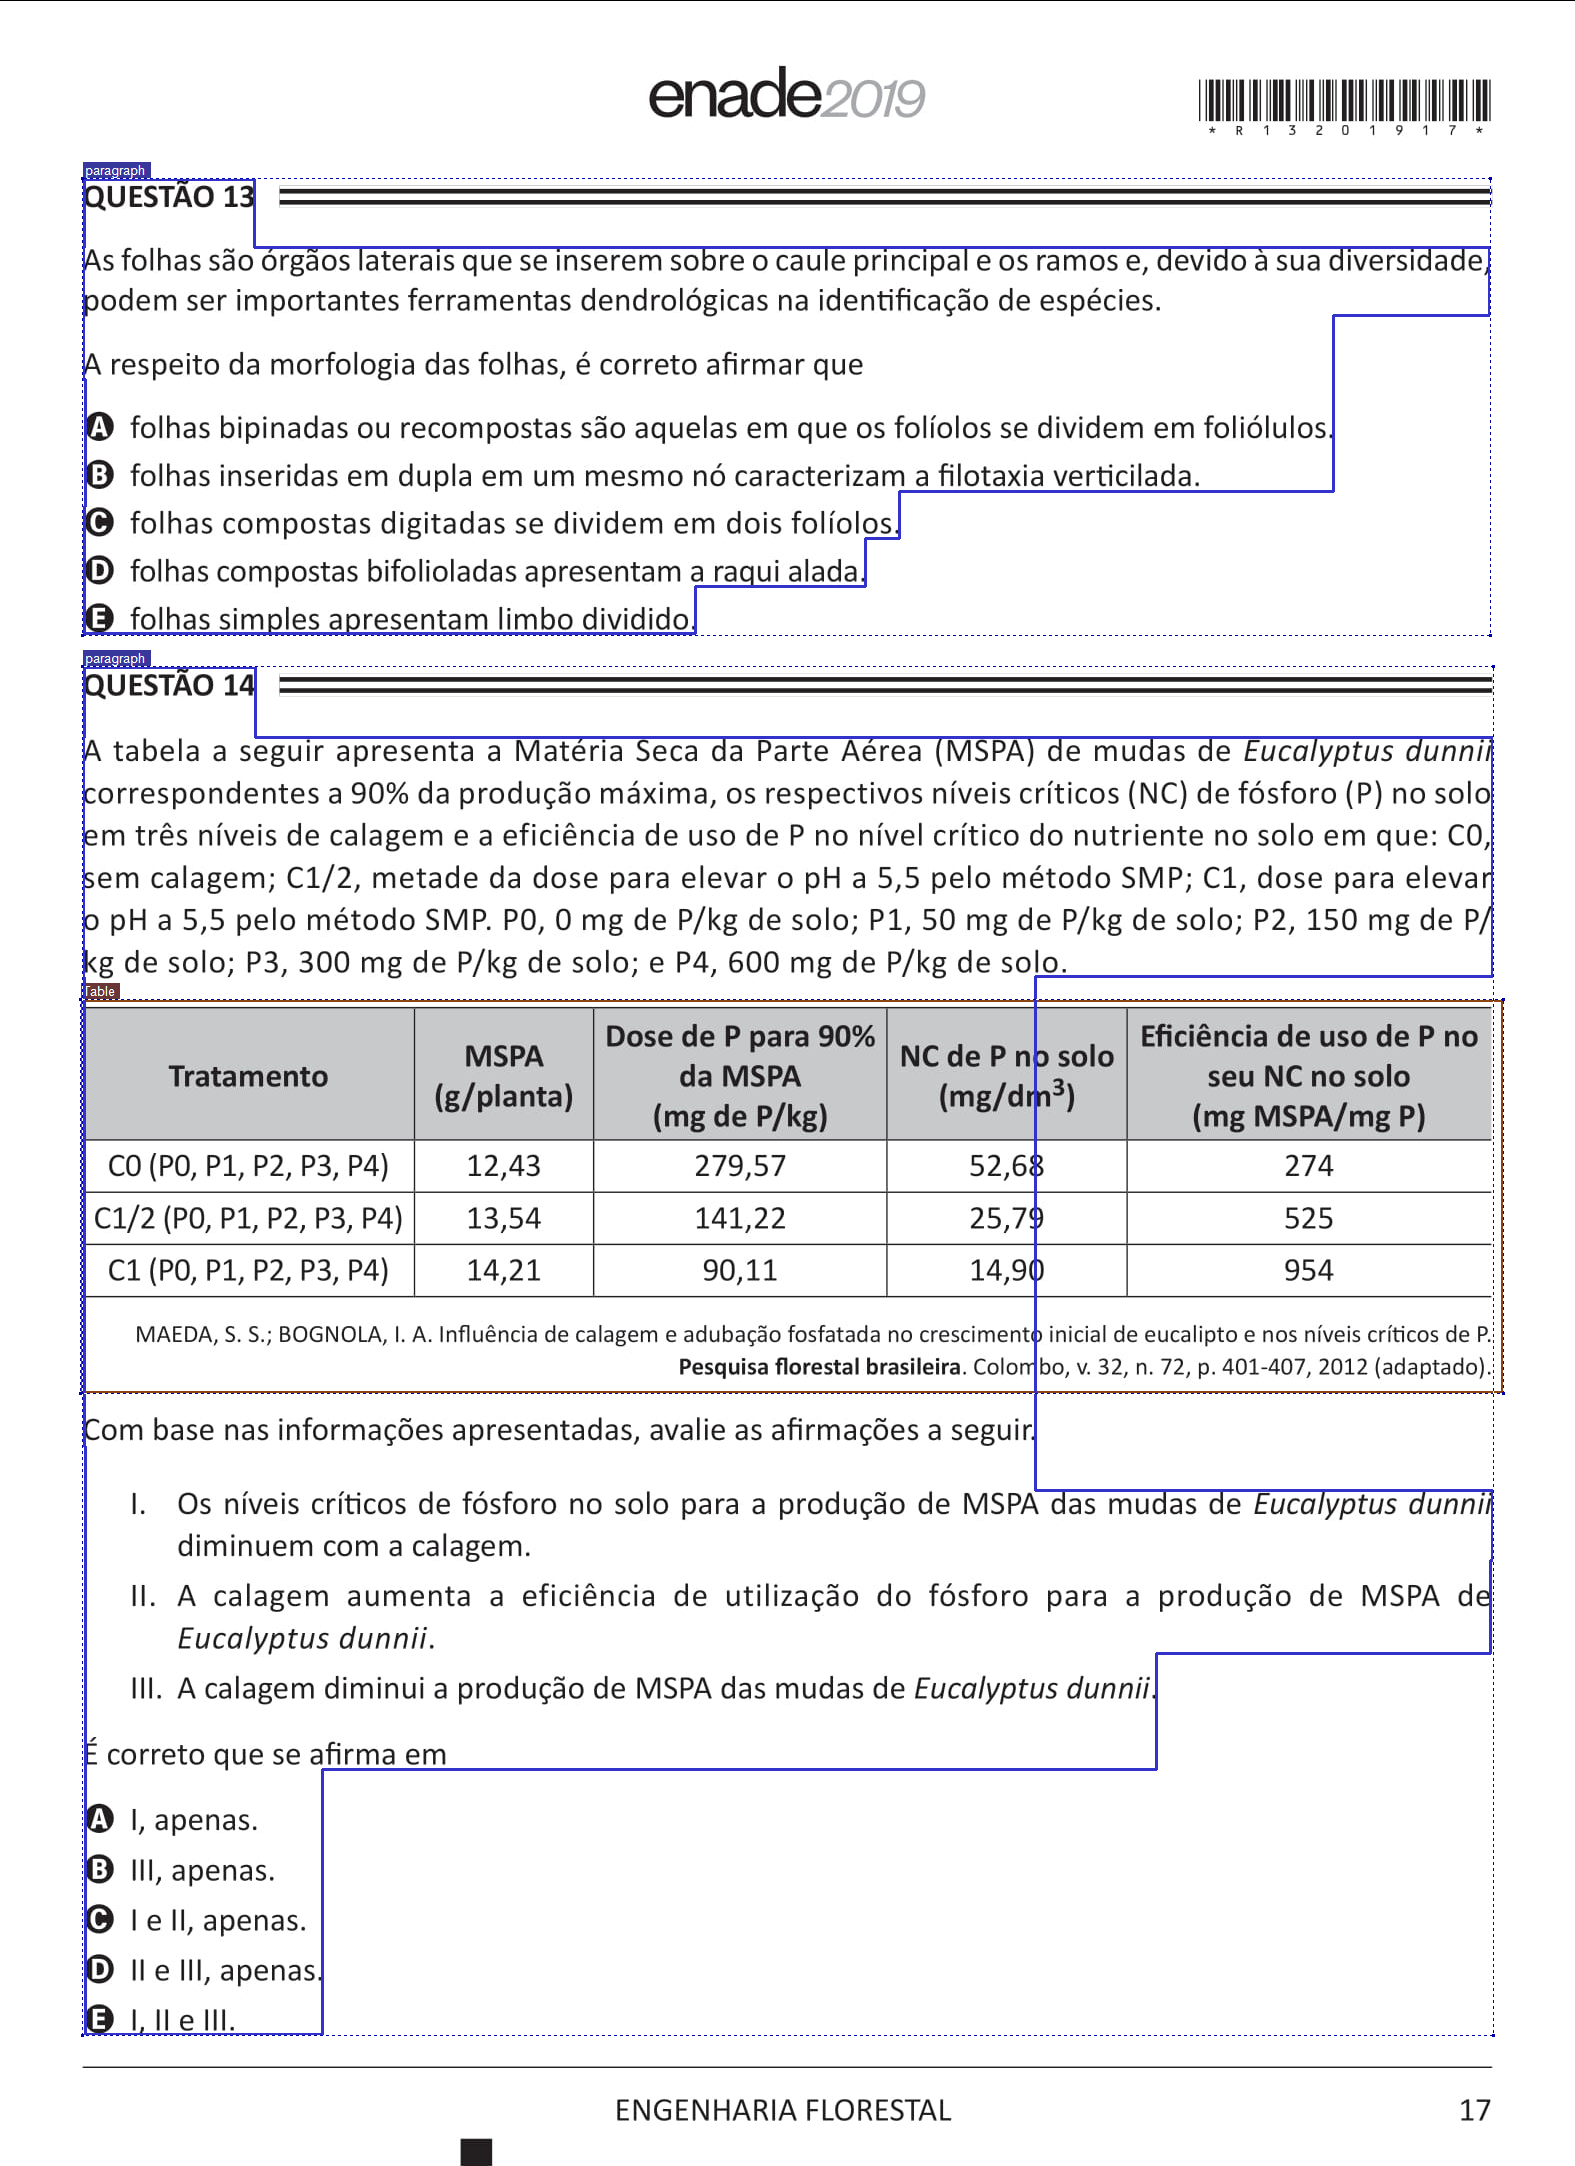 enade2019
*R13201917*
paragraph
QUESTÃO 13
As folhas são órgãos laterais que se inserem sobre o caule principal e os ramos e, devido à sua diversidade,
podem ser importantes ferramentas dendrológicas na identificação de espécies.
A respeito da morfologia das folhas, é correto afirmar que
A folhas bipinadas ou recompostas são aquelas em que os folíolos se dividem em foliólulos.
B folhas inseridas em dupla em um mesmo nó caracterizam a filotaxia verticilada.
C folhas compostas digitadas se dividem em dois folíolos.
D folhas compostas bifolioladas apresentam a raqui alada.
E folhas simples apresentam limbo dividido.
paragraph
QUESTÃO 14
A tabela a seguir apresenta a Matéria Seca da Parte Aérea (MSPA) de mudas de Eucalyptus dunnii
correspondentes a 90% da produção máxima, os respectivos níveis críticos (NC) de fósforo (P) no solo
em três níveis de calagem e a eficiência de uso de P no nível crítico do nutriente no solo em que: C0,
sem calagem; C1/2, metade da dose para elevar o pH a 5,5 pelo método SMP; C1, dose para elevar
o pH a 5,5 pelo método SMP. P0, 0 mg de P/kg de solo; P1, 50 mg de P/kg de solo; P2, 150 mg de P/
kg de solo; P3, 300 mg de P/kg de solo; e P4, 600 mg de P/kg de solo.
Table
Tratamento MSPA (g/planta) Dose de P para 90% da MSPA (mg de P/kg) NC de P no solo (mg/dm³) Eficiência de uso de P no seu NC no solo (mg MSPA/mg P)
C0 (P0, P1, P2, P3, P4) 12,43 279,57 52,68 274
C1/2 (P0, P1, P2, P3, P4) 13,54 141,22 25,79 525
C1 (P0, P1, P2, P3, P4) 14,21 90,11 14,90 954
MAEDA, S. S.; BOGNOLA, I. A. Influência de calagem e adubação fosfatada no crescimento inicial de eucalipto e nos níveis críticos de P.
Pesquisa florestal brasileira. Colombo, v. 32, n. 72, p. 401-407, 2012 (adaptado).
Com base nas informações apresentadas, avalie as afirmações a seguir.
I. Os níveis críticos de fósforo no solo para a produção de MSPA das mudas de Eucalyptus dunnii
diminuem com a calagem.
II. A calagem aumenta a eficiência de utilização do fósforo para a produção de MSPA de
Eucalyptus dunnii.
III. A calagem diminui a produção de MSPA das mudas de Eucalyptus dunnii.
É correto que se afirma em
A I, apenas.
B III, apenas.
C I e II, apenas.
D II e III, apenas.
E I, II e III.
ENGENHARIA FLORESTAL 17